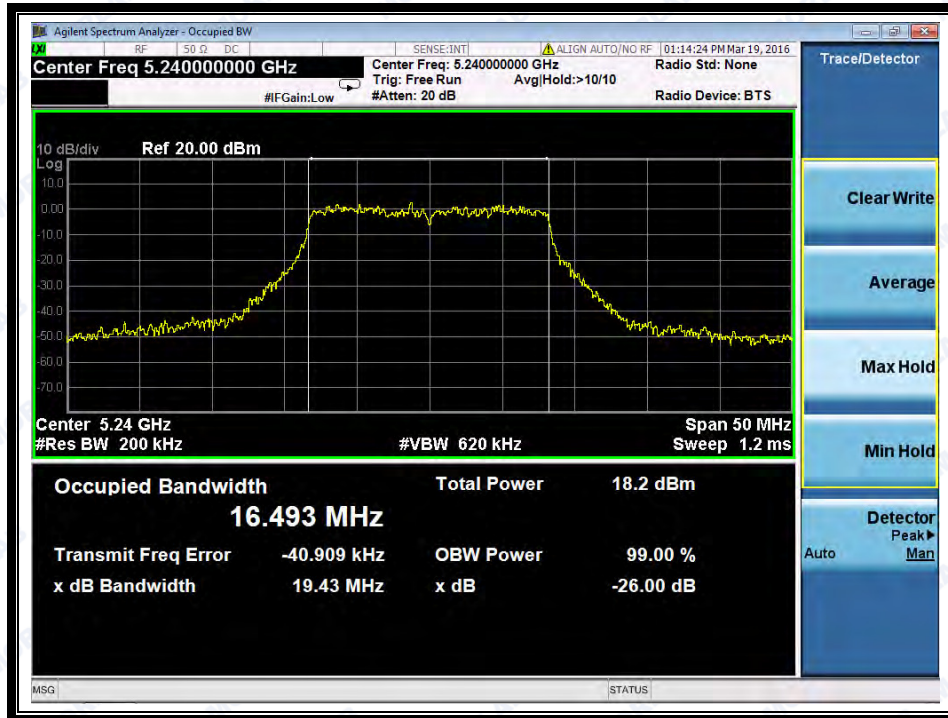 Agilent Spectrum Analyzer - Occupied BW
LXI RF 50 Ω DC SENSE:INT ALIGN AUTO/NO RF 01:14:24 PM Mar 19, 2016
Center Freq 5.240000000 GHz
Center Freq: 5.240000000 GHz Radio Std: None
Trig: Free Run Avg|Hold:>10/10
#IFGain:Low #Atten: 20 dB Radio Device: BTS
Trace/Detector
10 dB/div Ref 20.00 dBm
Log
10.0
0.00
-10.0
-20.0
-30.0
-40.0
-50.0
-60.0
-70.0
Center 5.24 GHz Span 50 MHz
#Res BW 200 kHz #VBW 620 kHz Sweep 1.2 ms
Occupied Bandwidth Total Power 18.2 dBm
16.493 MHz
Transmit Freq Error -40.909 kHz OBW Power 99.00 %
x dB Bandwidth 19.43 MHz x dB -26.00 dB
Clear Write
Average
Max Hold
Min Hold
Detector
Peak▶
Auto Man
MSG STATUS